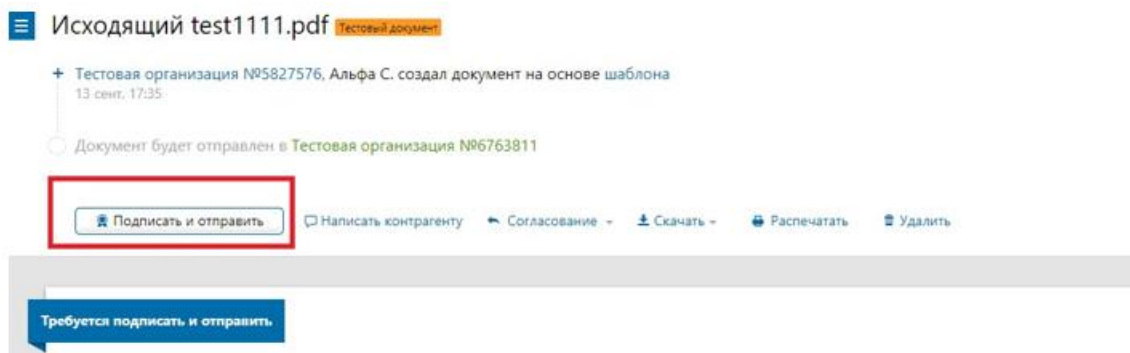 Исходящий test1111.pdf Тестовый документ
+ Тестовая организация №5827576, Альфа С. создал документ на основе шаблона
13 сент, 17:35
Документ будет отправлен в Тестовая организация №6763811
Подписать и отправить Написать контрагенту Согласование Скачать Распечатать Удалить
Требуется подписать и отправить